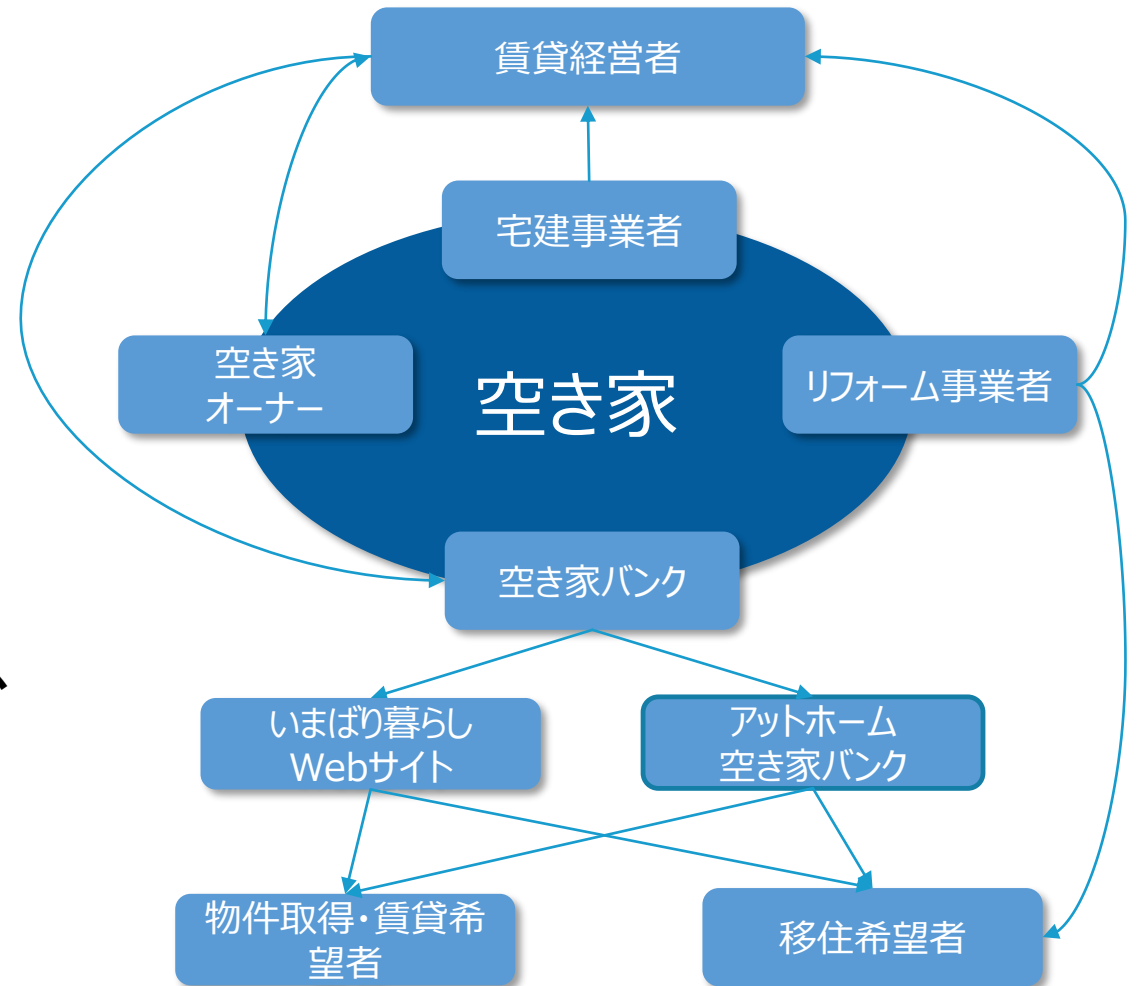 賃貸経営者
宅建事業者
空き家
オーナー
空き家
リフォーム事業者
空き家バンク
いまばり暮らし
Webサイト
アットホーム
空き家バンク
物件取得・賃貸希
望者
移住希望者